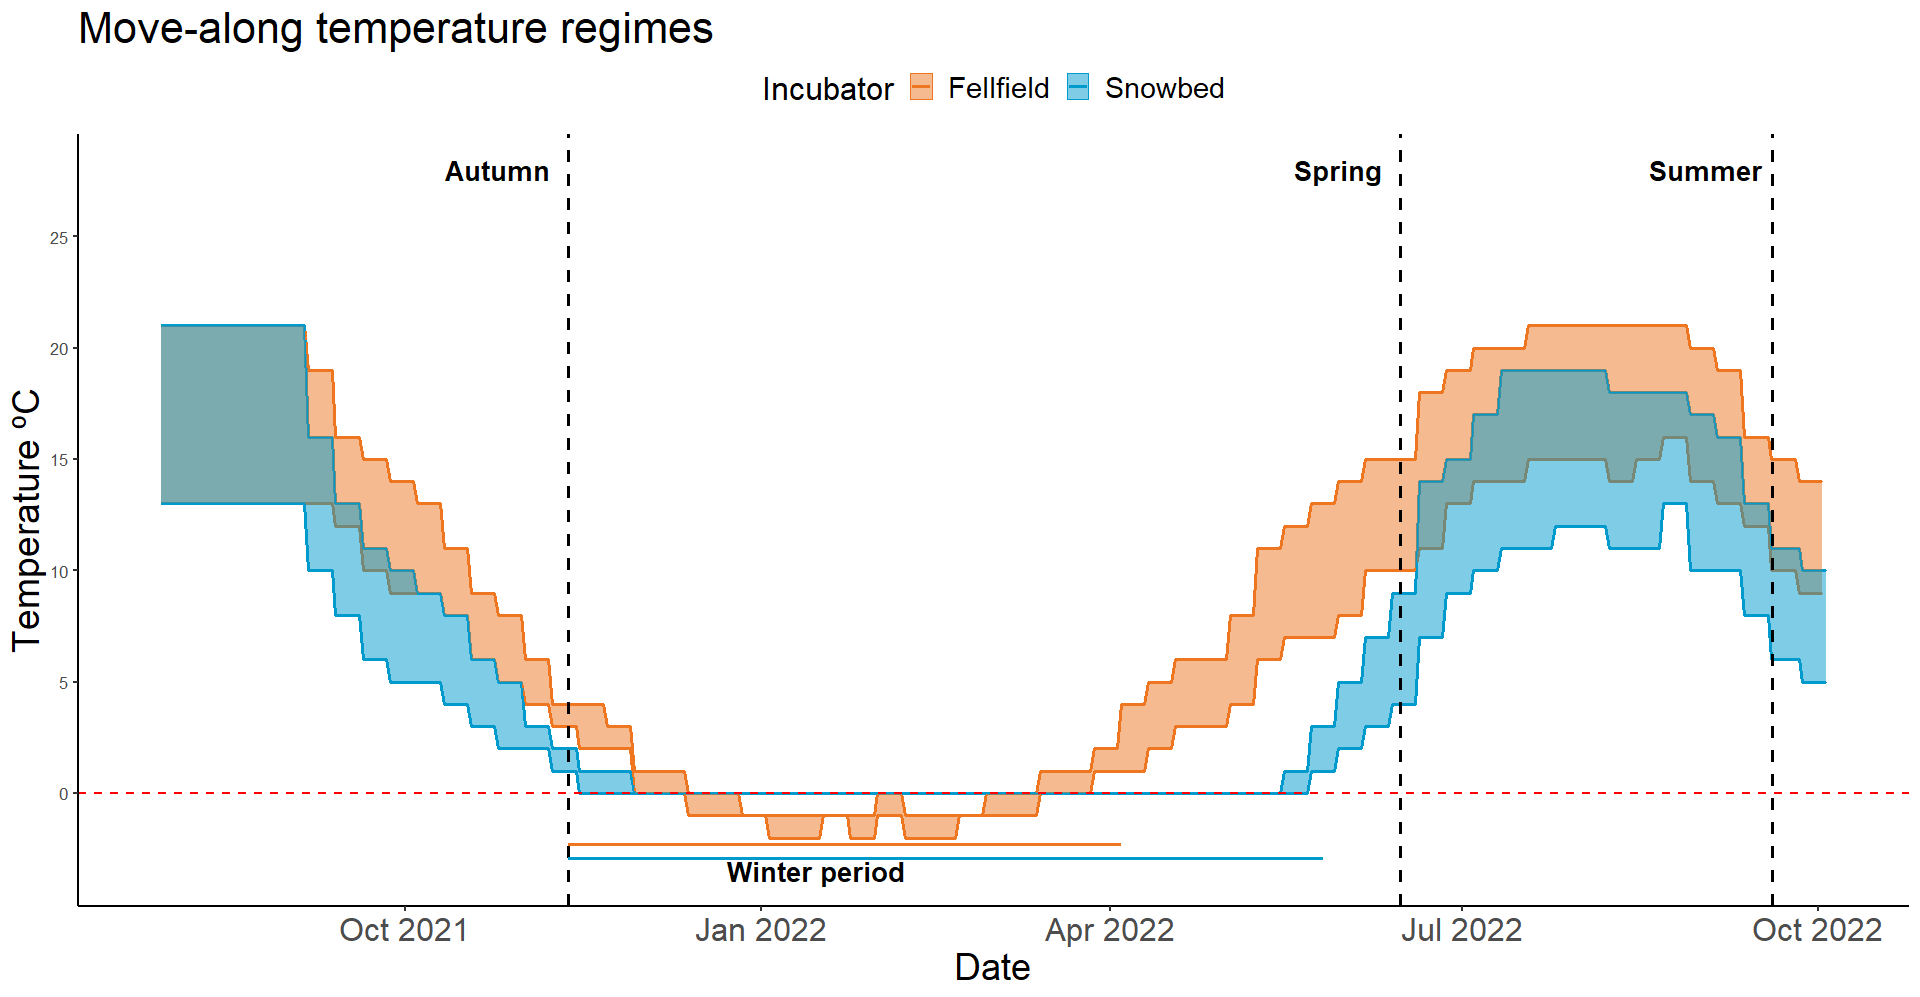 Move-along temperature regimes
Incubator Fellfield Snowbed
Autumn Spring Summer
25
20
15
10
5
0
Temperature ºC
Winter period
Oct 2021 Jan 2022 Apr 2022 Jul 2022 Oct 2022
Date